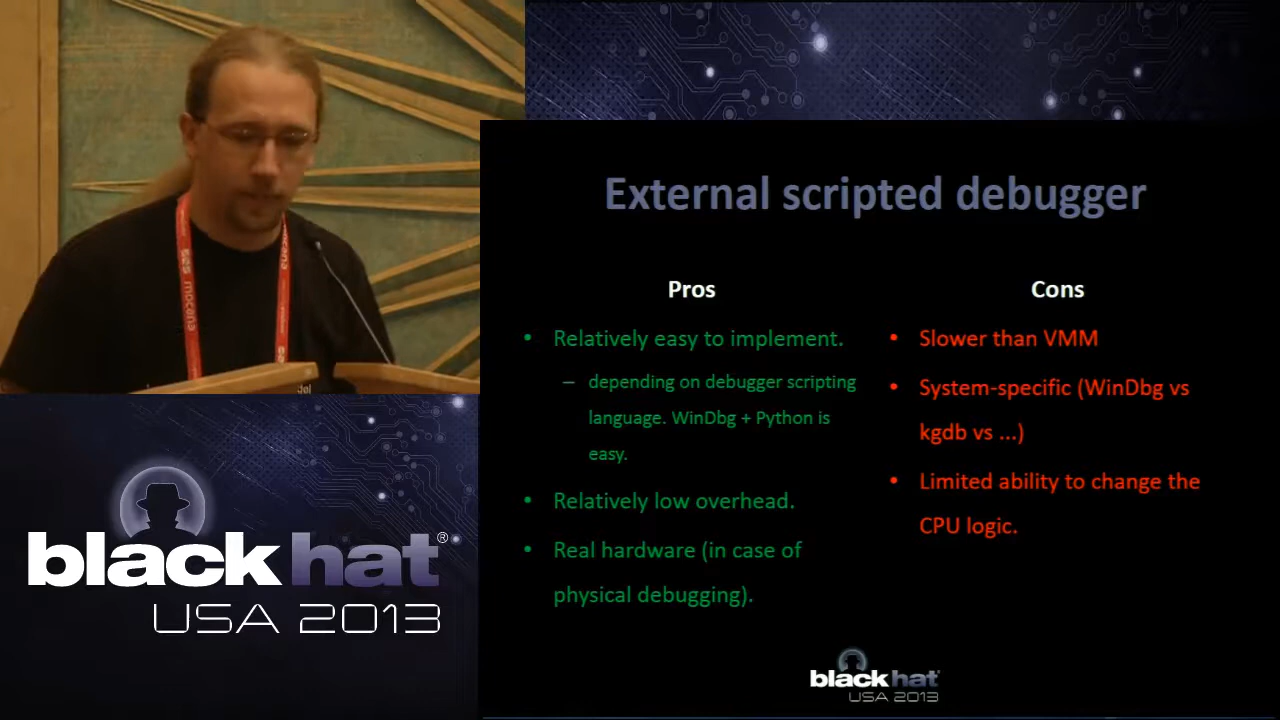 External scripted debugger
Pros
• Relatively easy to implement.
– depending on debugger scripting
language. WinDbg + Python is
easy.
• Relatively low overhead.
• Real hardware (in case of
physical debugging).
Cons
• Slower than VMM
• System-specific (WinDbg vs
kgdb vs ...)
• Limited ability to change the
CPU logic.
black hat®
USA 2013
black hat
USA 2013
mocana